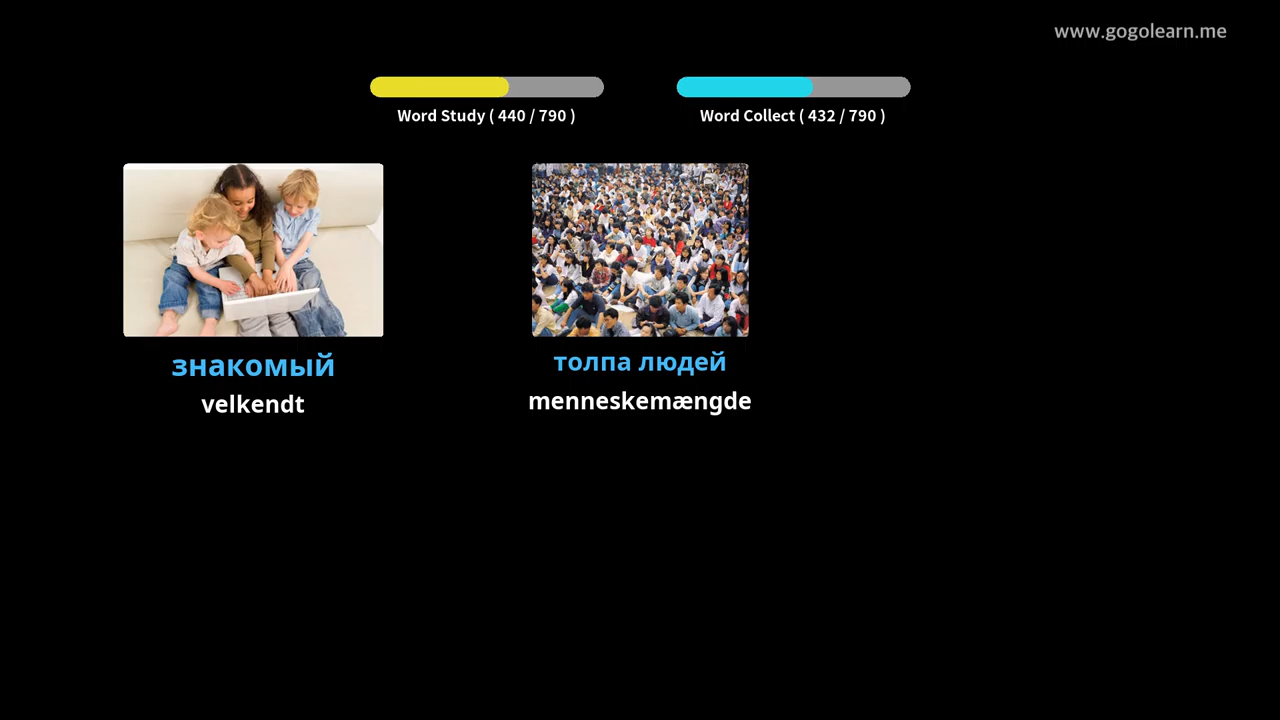 www.gogolearn.me
Word Study ( 440 / 790 )
Word Collect ( 432 / 790 )
знакомый
velkendt
толпа людей
menneskemængde